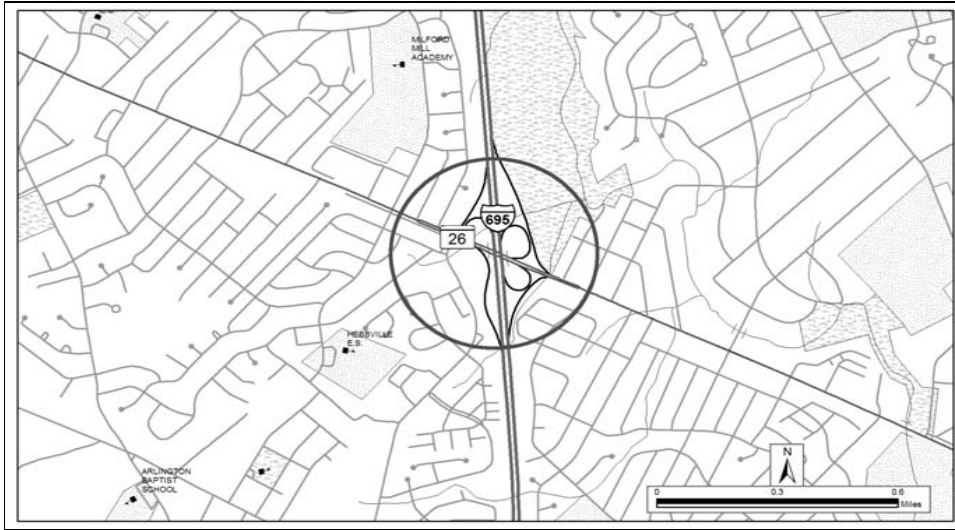 MILFORD
MILL
ACADEMY
695
26
HEBBVILLE
E.S.
ARLINGTON
BAPTIST
SCHOOL
N
0 0.3 0.6
Miles